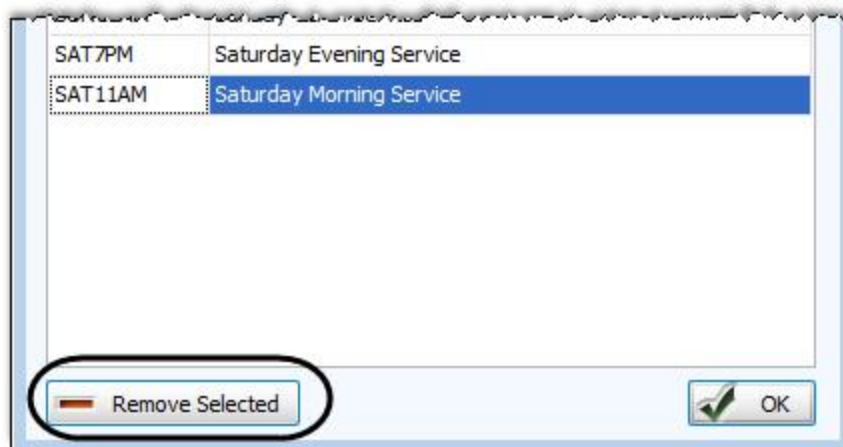 SAT7PM Saturday Evening Service
SAT11AM Saturday Morning Service
Remove Selected OK